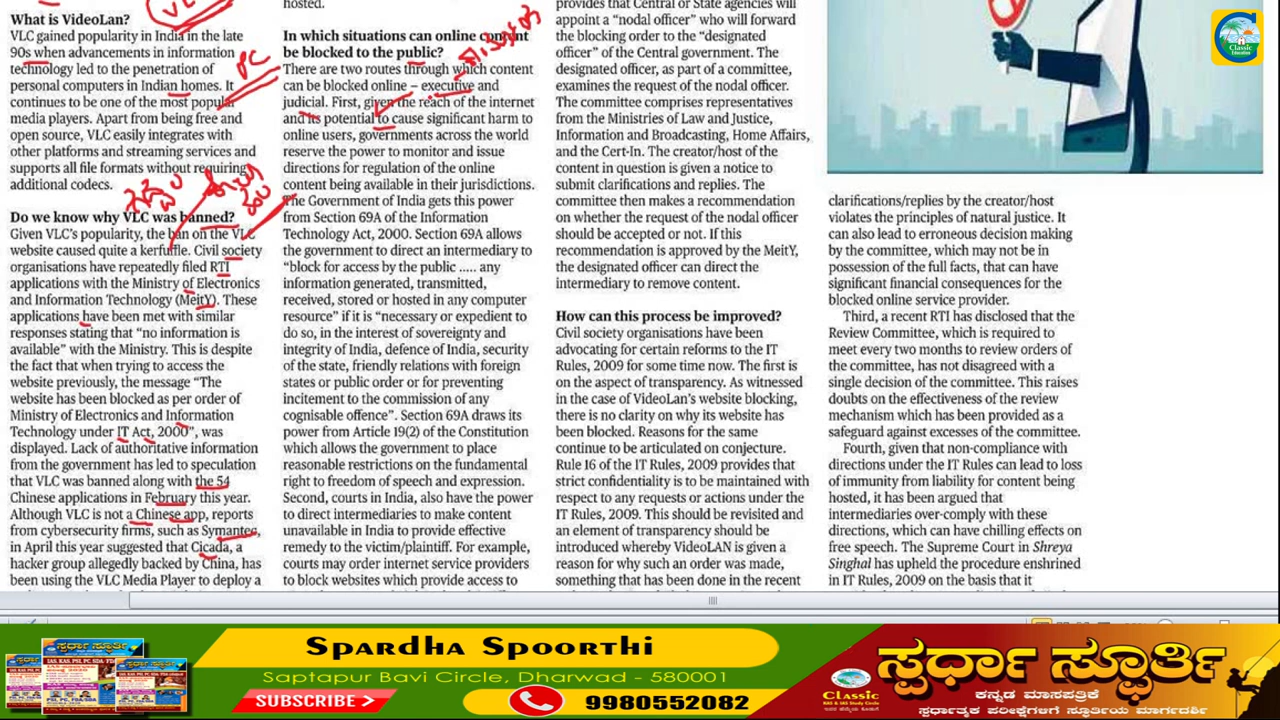 What is VideoLan?
VLC gained popularity in India in the late
90s when advancements in information
technology led to the penetration of
personal computers in Indian homes. It
continues to be one of the most popular
media players. Apart from being free and
open source, VLC easily integrates with
other platforms and streaming services and
supports all file formats without requiring
additional codecs.
Do we know why VLC was banned?
Given VLC's popularity, the ban on the VLC
website caused quite a kerfuffle. Civil society
organisations have repeatedly filed RTI
applications with the Ministry of Electronics
and Information Technology (MeitY). These
applications have been met with similar
responses stating that “no information is
available” with the Ministry. This is despite
the fact that when trying to access the
website previously, the message “The
website has been blocked as per order of
Ministry of Electronics and Information
Technology under IT Act, 2000”, was
displayed. Lack of authoritative information
from the government has led to speculation
that VLC was banned along with the 54
Chinese applications in February this year.
Although VLC is not a Chinese app, reports
from cybersecurity firms, such as Symantec,
in April this year suggested that Cicada, a
hacker group allegedly backed by China, has
been using the VLC Media Player to deploy a
hosted.
In which situations can online content
be blocked to the public?
There are two routes through which content
can be blocked online – executive and
judicial. First, given the reach of the internet
and its potential to cause significant harm to
online users, governments across the world
reserve the power to monitor and issue
directions for regulation of the online
content being available in their jurisdictions.
The Government of India gets this power
from Section 69A of the Information
Technology Act, 2000. Section 69A allows
the government to direct an intermediary to
“block for access by the public ..... any
information generated, transmitted,
received, stored or hosted in any computer
resource” if it is “necessary or expedient to
do so, in the interest of sovereignty and
integrity of India, defence of India, security
of the state, friendly relations with foreign
states or public order or for preventing
incitement to the commission of any
cognisable offence”. Section 69A draws its
power from Article 19(2) of the Constitution
which allows the government to place
reasonable restrictions on the fundamental
right to freedom of speech and expression.
Second, courts in India, also have the power
to direct intermediaries to make content
unavailable in India to provide effective
remedy to the victim/plaintiff. For example,
courts may order internet service providers
to block websites which provide access to
provides that Central or State agencies will
appoint a “nodal officer” who will forward
the blocking order to the “designated
officer” of the Central government. The
designated officer, as part of a committee,
examines the request of the nodal officer.
The committee comprises representatives
from the Ministries of Law and Justice,
Information and Broadcasting, Home Affairs,
and the Cert-In. The creator/host of the
content in question is given a notice to
submit clarifications and replies. The
committee then makes a recommendation
on whether the request of the nodal officer
should be accepted or not. If this
recommendation is approved by the MeitY,
the designated officer can direct the
intermediary to remove content.
How can this process be improved?
Civil society organisations have been
advocating for certain reforms to the IT
Rules, 2009 for some time now. The first is
on the aspect of transparency. As witnessed
in the case of VideoLan's website blocking,
there is no clarity on why its website has
been blocked. Reasons for the same
continue to be articulated on conjecture.
Rule 16 of the IT Rules, 2009 provides that
strict confidentiality is to be maintained with
respect to any requests or actions under the
IT Rules, 2009. This should be revisited and
an element of transparency should be
introduced whereby VideoLAN is given a
reason for why such an order was made,
something that has been done in the recent
clarifications/replies by the creator/host
violates the principles of natural justice. It
can also lead to erroneous decision making
by the committee, which may not be in
possession of the full facts, that can have
significant financial consequences for the
blocked online service provider.
Third, a recent RTI has disclosed that the
Review Committee, which is required to
meet every two months to review orders of
the committee, has not disagreed with a
single decision of the committee. This raises
doubts on the effectiveness of the review
mechanism which has been provided as a
safeguard against excesses of the committee.
Fourth, given that non-compliance with
directions under the IT Rules can lead to loss
of immunity from liability for content being
hosted, it has been argued that
intermediaries over-comply with these
directions, which can have chilling effects on
free speech. The Supreme Court in Shreya
Singhal has upheld the procedure enshrined
in IT Rules, 2009 on the basis that it
PC
Classic
Education
SPARDHA SPOORTHI
Saptapur Bavi Circle, Dharwad - 580001
SUBSCRIBE
9980552082
Classic
IAS & KAS Study Circle
ಸ್ಪರ್ಧಾ ಸ್ಫೂರ್ತಿ
ಕನ್ನಡ ಮಾಸಪತ್ರಿಕೆ
ಸ್ಪರ್ಧಾತ್ಮಕ ಪರೀಕ್ಷೆಗಳಿಗೆ ಸ್ಫೂರ್ತಿಯ ಮಾರ್ಗದರ್ಶಿ